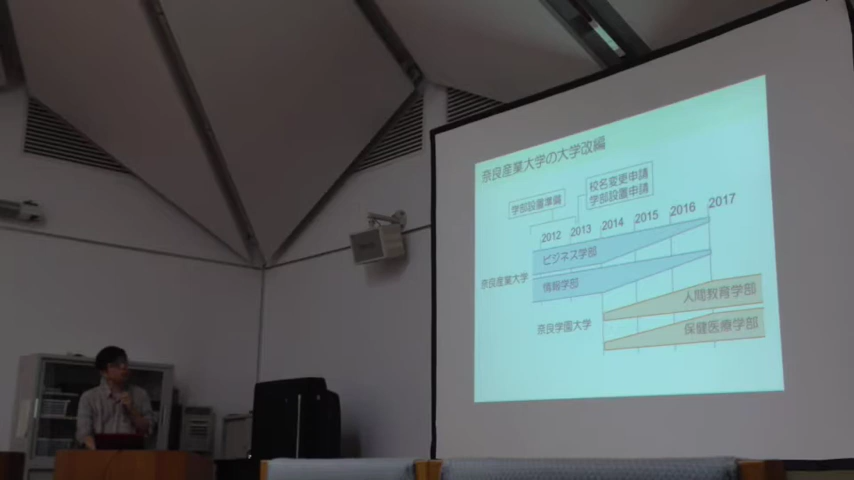 奈良産業大学の大学改編
学部設置準備
校名変更申請
学部設置申請
2012 2013 2014 2015 2016 2017
奈良産業大学
ビジネス学部
情報学部
奈良学園大学
人間教育学部
保健医療学部